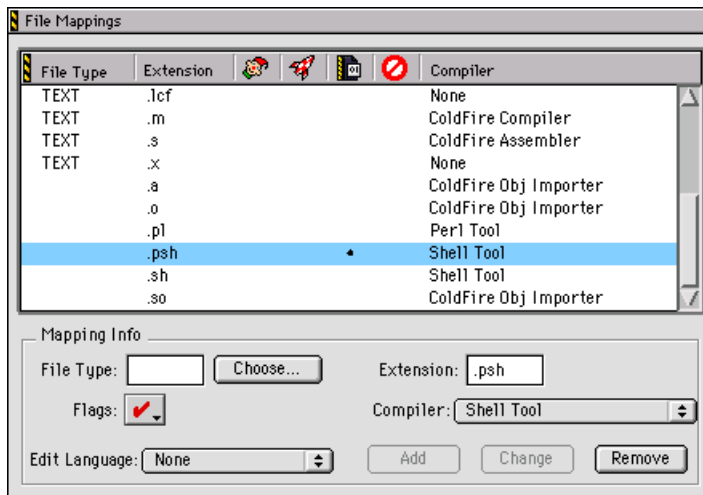 File Mappings
File Type Extension Compiler
TEXT .lcf None
TEXT .m ColdFire Compiler
TEXT .s ColdFire Assembler
TEXT .x None
.a ColdFire Obj Importer
.o ColdFire Obj Importer
.pl Perl Tool
.psh • Shell Tool
.sh Shell Tool
.so ColdFire Obj Importer
Mapping Info
File Type: Choose... Extension: .psh
Flags: Compiler: Shell Tool
Edit Language: None Add Change Remove